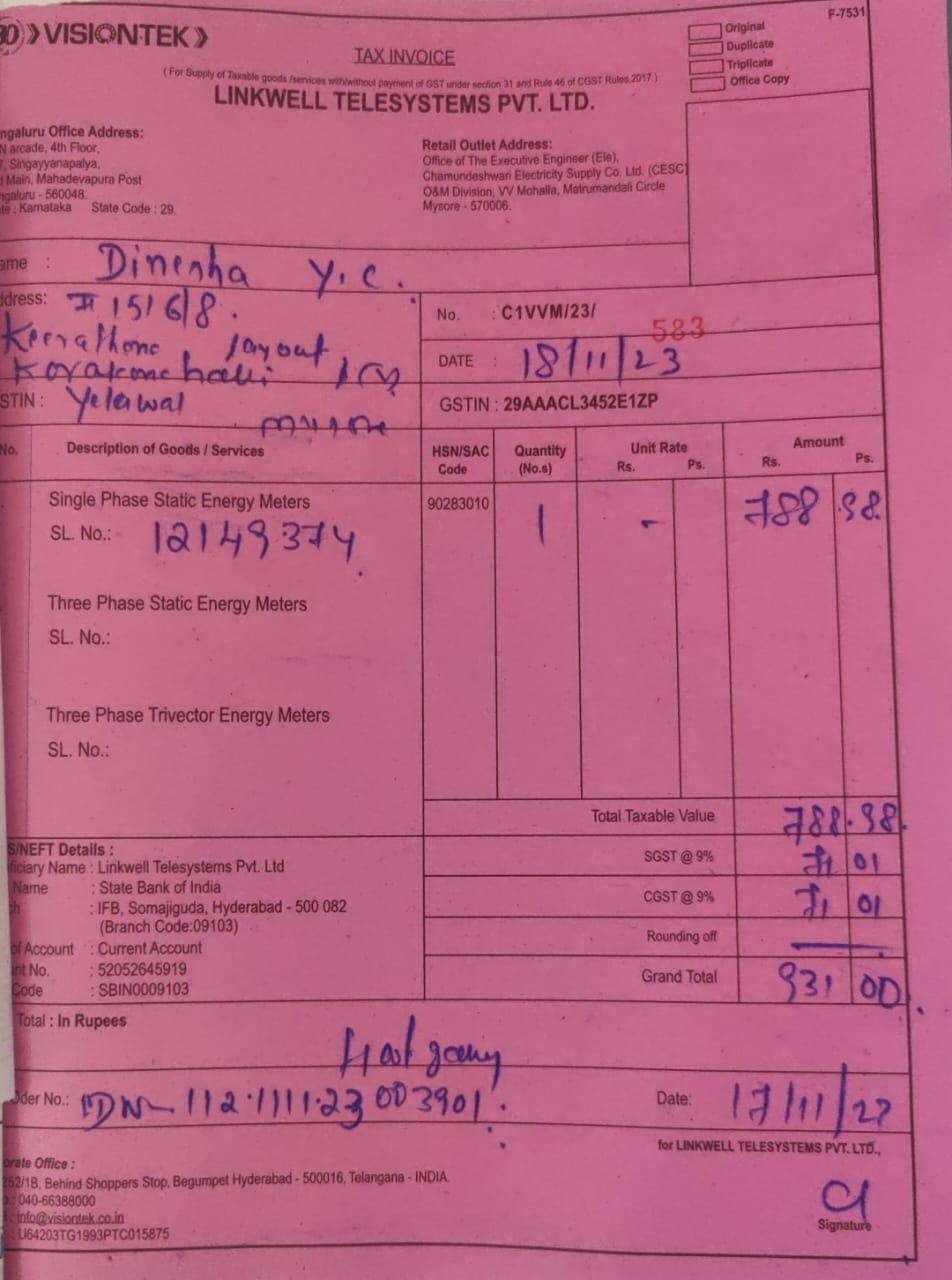 VISIONTEK
F-7531
Original
Duplicate
Triplicate
Office Copy
TAX INVOICE
( For Supply of Taxable goods /services with/without payment of GST under section 31 and Rule 46 of CGST Rules.2017 )
LINKWELL TELESYSTEMS PVT. LTD.
ngaluru Office Address:
N arcade, 4th Floor,
, Singayyanapalya,
Main, Mahadevapura Post
ngaluru - 560048.
te : Karnataka State Code : 29.
Retail Outlet Address:
Office of The Executive Engineer (Ele),
Chamundeshwari Electricity Supply Co. Ltd. (CESC)
O&M Division, VV Mohalla, Matrumandali Circle
Mysore - 570006.
ame : Dinesha Y.C.
ddress: # 1516/8.
layout
STIN : Yelawal
No. : C1VVM/23/ 583
DATE : 18/11/23
GSTIN : 29AAACL3452E1ZP
No. Description of Goods / Services HSN/SAC Code Quantity (No.s) Unit Rate Rs. Ps. Amount Rs. Ps.
Single Phase Static Energy Meters 90283010 1 - 788 .98.
SL. No.: 12149374
Three Phase Static Energy Meters
SL. No.:
Three Phase Trivector Energy Meters
SL. No.:
Total Taxable Value 788.98.
SGST @ 9% 71 01
CGST @ 9% 71 01
Rounding off
Grand Total 931 00
S/NEFT Details :
ficiary Name : Linkwell Telesystems Pvt. Ltd
Name : State Bank of India
ch : IFB, Somajiguda, Hyderabad - 500 082
(Branch Code:09103)
of Account : Current Account
nt No. : 52052645919
Code : SBIN0009103
Total : In Rupees
der No.: 112.1111.23 003901. Date: 17/11/23
for LINKWELL TELESYSTEMS PVT. LTD.,
orate Office :
252/1B, Behind Shoppers Stop, Begumpet Hyderabad - 500016, Telangana - INDIA.
: 040-66388000
: info@visiontek.co.in
: U64203TG1993PTC015875
Signature